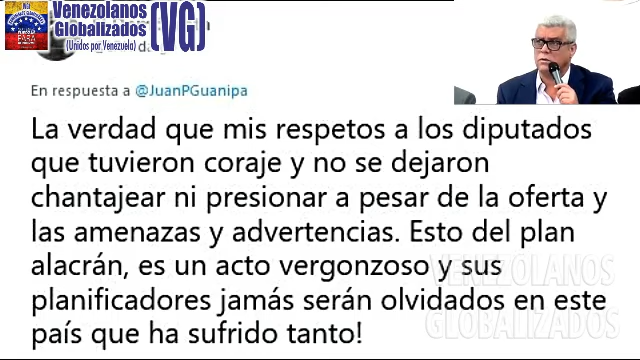 Venezolanos
Globalizados
(Unidos por Venezuela)
(VG)
En respuesta a @JuanPGuanipa
La verdad que mis respetos a los diputados
que tuvieron coraje y no se dejaron
chantajear ni presionar a pesar de la oferta y
las amenazas y advertencias. Esto del plan
alacrán, es un acto vergonzoso y sus
planificadores jamás serán olvidados en este
país que ha sufrido tanto!
VENEZOLANOS
GLOBALIZADOS